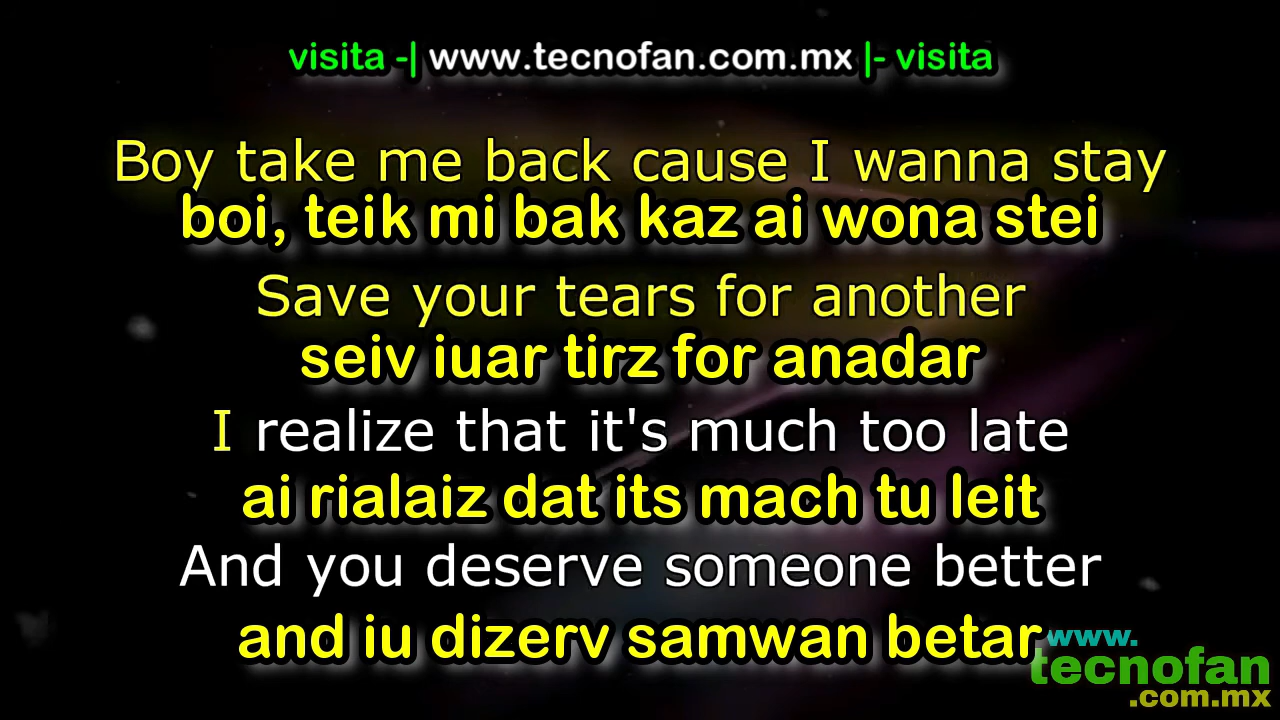 visita -| www.tecnofan.com.mx |- visita
Boy take me back cause I wanna stay
boi, teik mi bak kaz ai wona stei
Save your tears for another
seiv iuar tirz for anadar
I realize that it's much too late
ai rialaiz dat its mach tu leit
And you deserve someone better
and iu dizerv samwan betar
www.
tecnofan
.com.mx